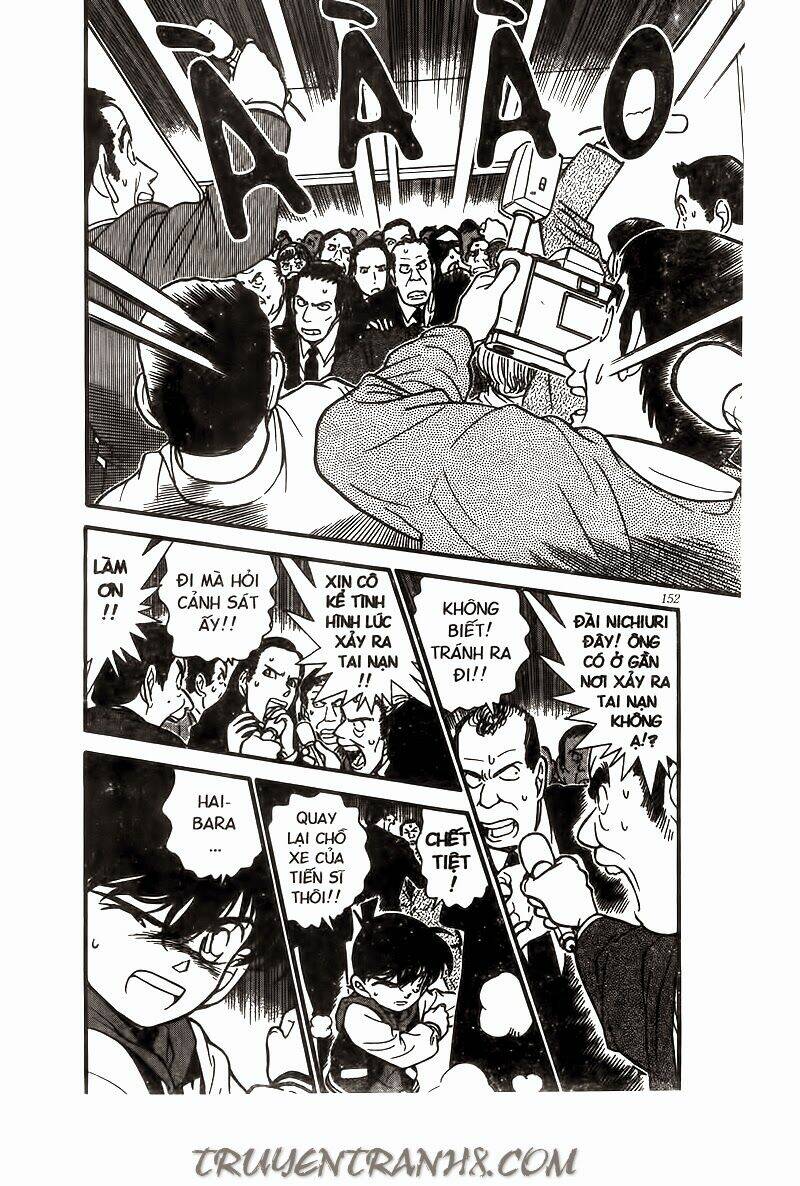 ÀÀÀO
152
ĐÀI NICHIURI
ĐÂY! ÔNG
CÓ Ở GẦN
NƠI XẢY RA
TAI NẠN
KHÔNG
Ạ!?
KHÔNG
BIẾT!
TRÁNH RA
ĐI!!
XIN CÔ
KỂ TÌNH
HÌNH LÚC
XẢY RA
TAI NẠN
!!
ĐI MÀ HỎI
CẢNH SÁT
ẤY!!
LÀM
ƠN
!!
CHẾT
TIỆT
!
QUAY
LẠI CHỖ
XE CỦA
TIẾN SĨ
THÔI!!
HAI-
BARA
...
TRUYENTRANH8.COM